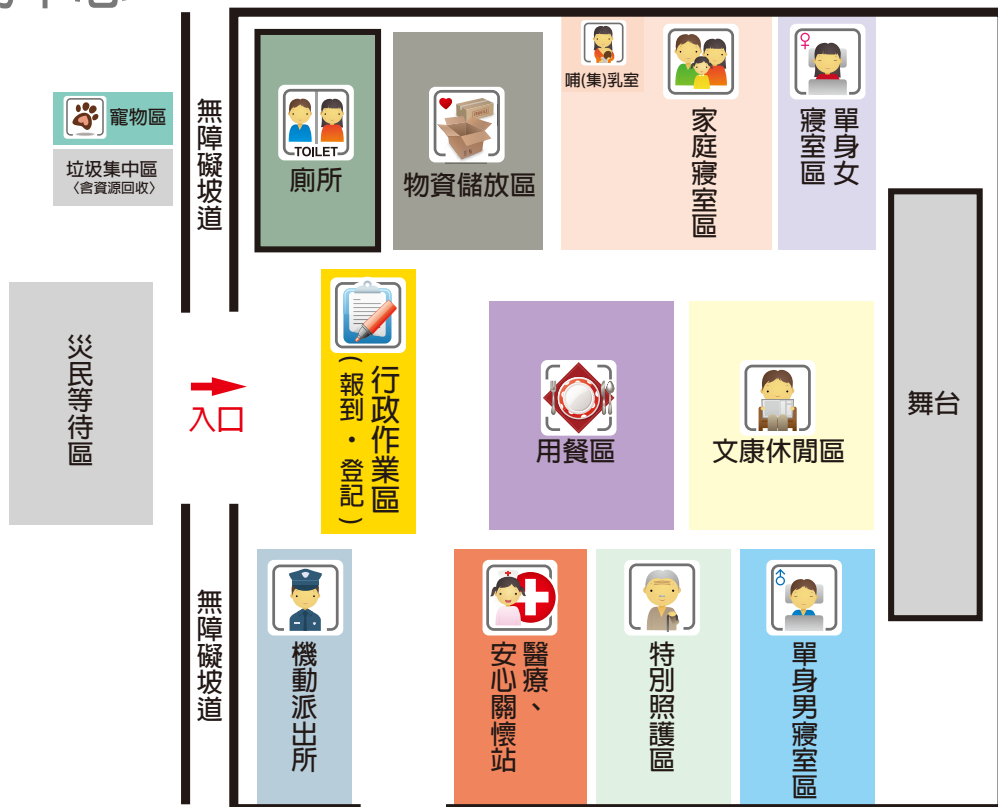 寵物區
垃圾集中區
〈含資源回收〉
無障礙坡道
TOILET
廁所
物資儲放區
哺(集)乳室
家庭寢室區
單身女
寢室區
災民等待區
入口
行政作業區
(報到・登記)
用餐區
文康休閒區
舞台
無障礙坡道
機動派出所
醫療、
安心關懷站
特別照護區
單身男寢室區